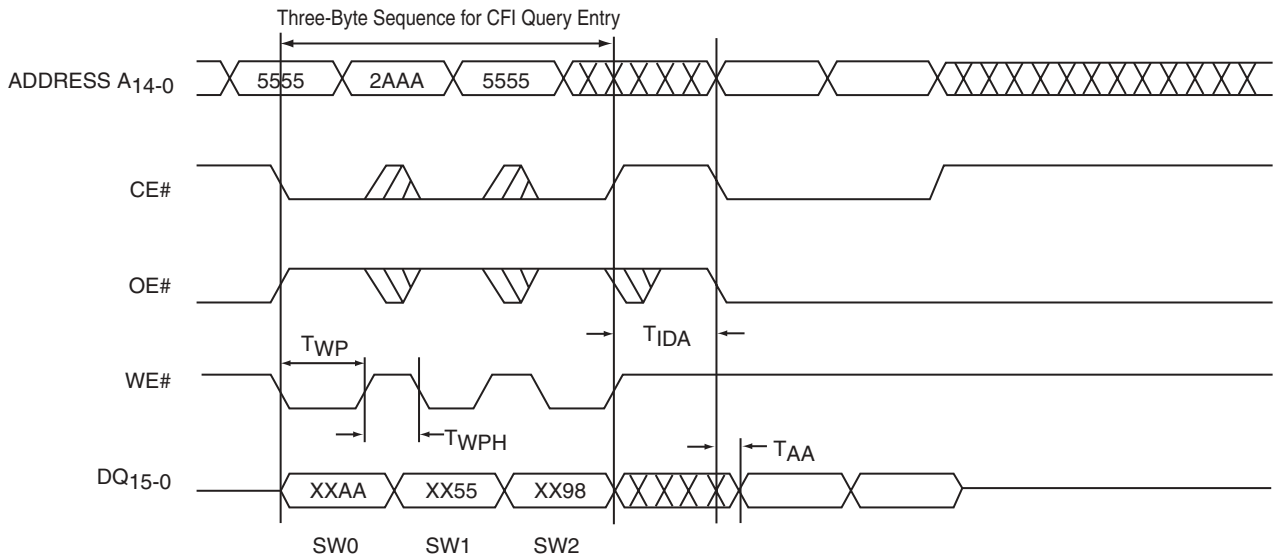 Three-Byte Sequence for CFI Query Entry
ADDRESS A14-0
5555 2AAA 5555
CE#
OE#
TIDA
TWP
WE#
TWPH
TAA
DQ15-0
XXAA XX55 XX98
SW0 SW1 SW2